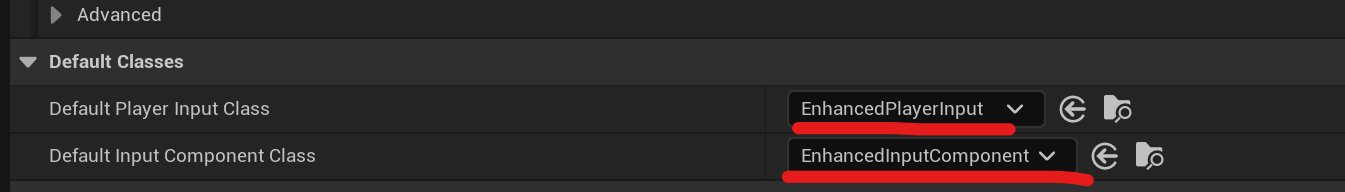 Advanced
Default Classes
Default Player Input Class EnhancedPlayerInput
Default Input Component Class EnhancedInputComponent